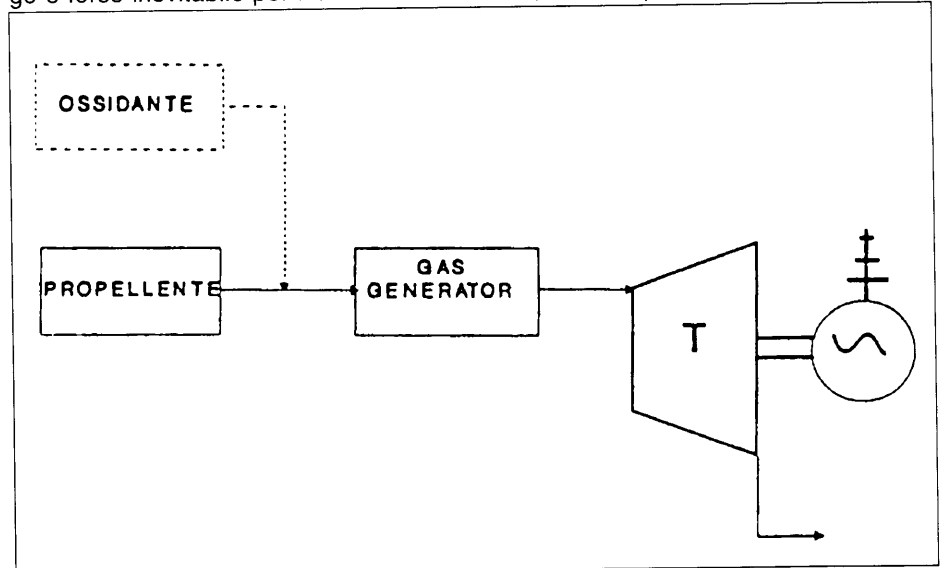 OSSIDANTE
PROPELLENTE
GAS
GENERATOR
T